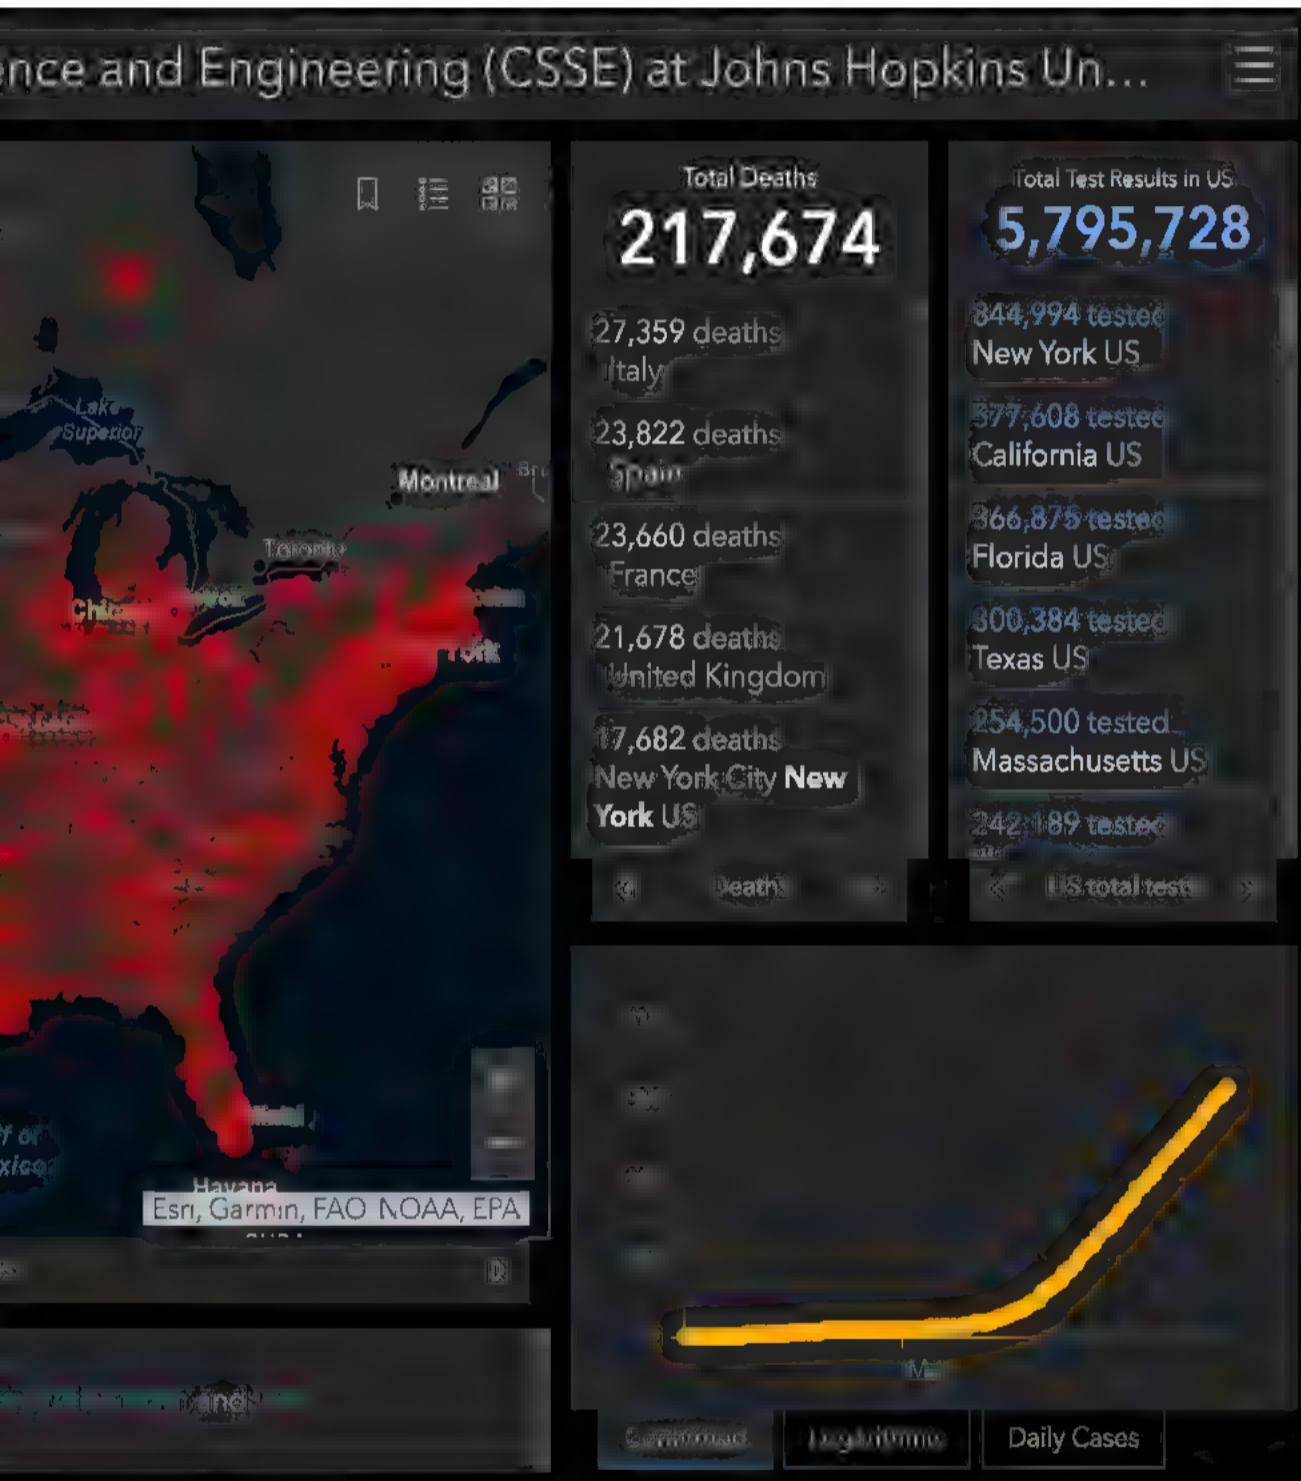 and Engineering (CSSE) at Johns Hopkins Un...
Total Deaths
217,674
27,359 deaths
Italy
23,822 deaths
Spain
23,660 deaths
France
21,678 deaths
United Kingdom
17,682 deaths
New York City New
York US
Total Test Results in US
5,795,728
844,994 tested
New York US
577,608 tested
California US
366,875 tested
Florida US
300,384 tested
Texas US
254,500 tested
Massachusetts US
242,189 tested
US total test
Lake
Superior
Montreal
Toronto
Havana
Esri, Garmin, FAO, NOAA, EPA
Daily Cases